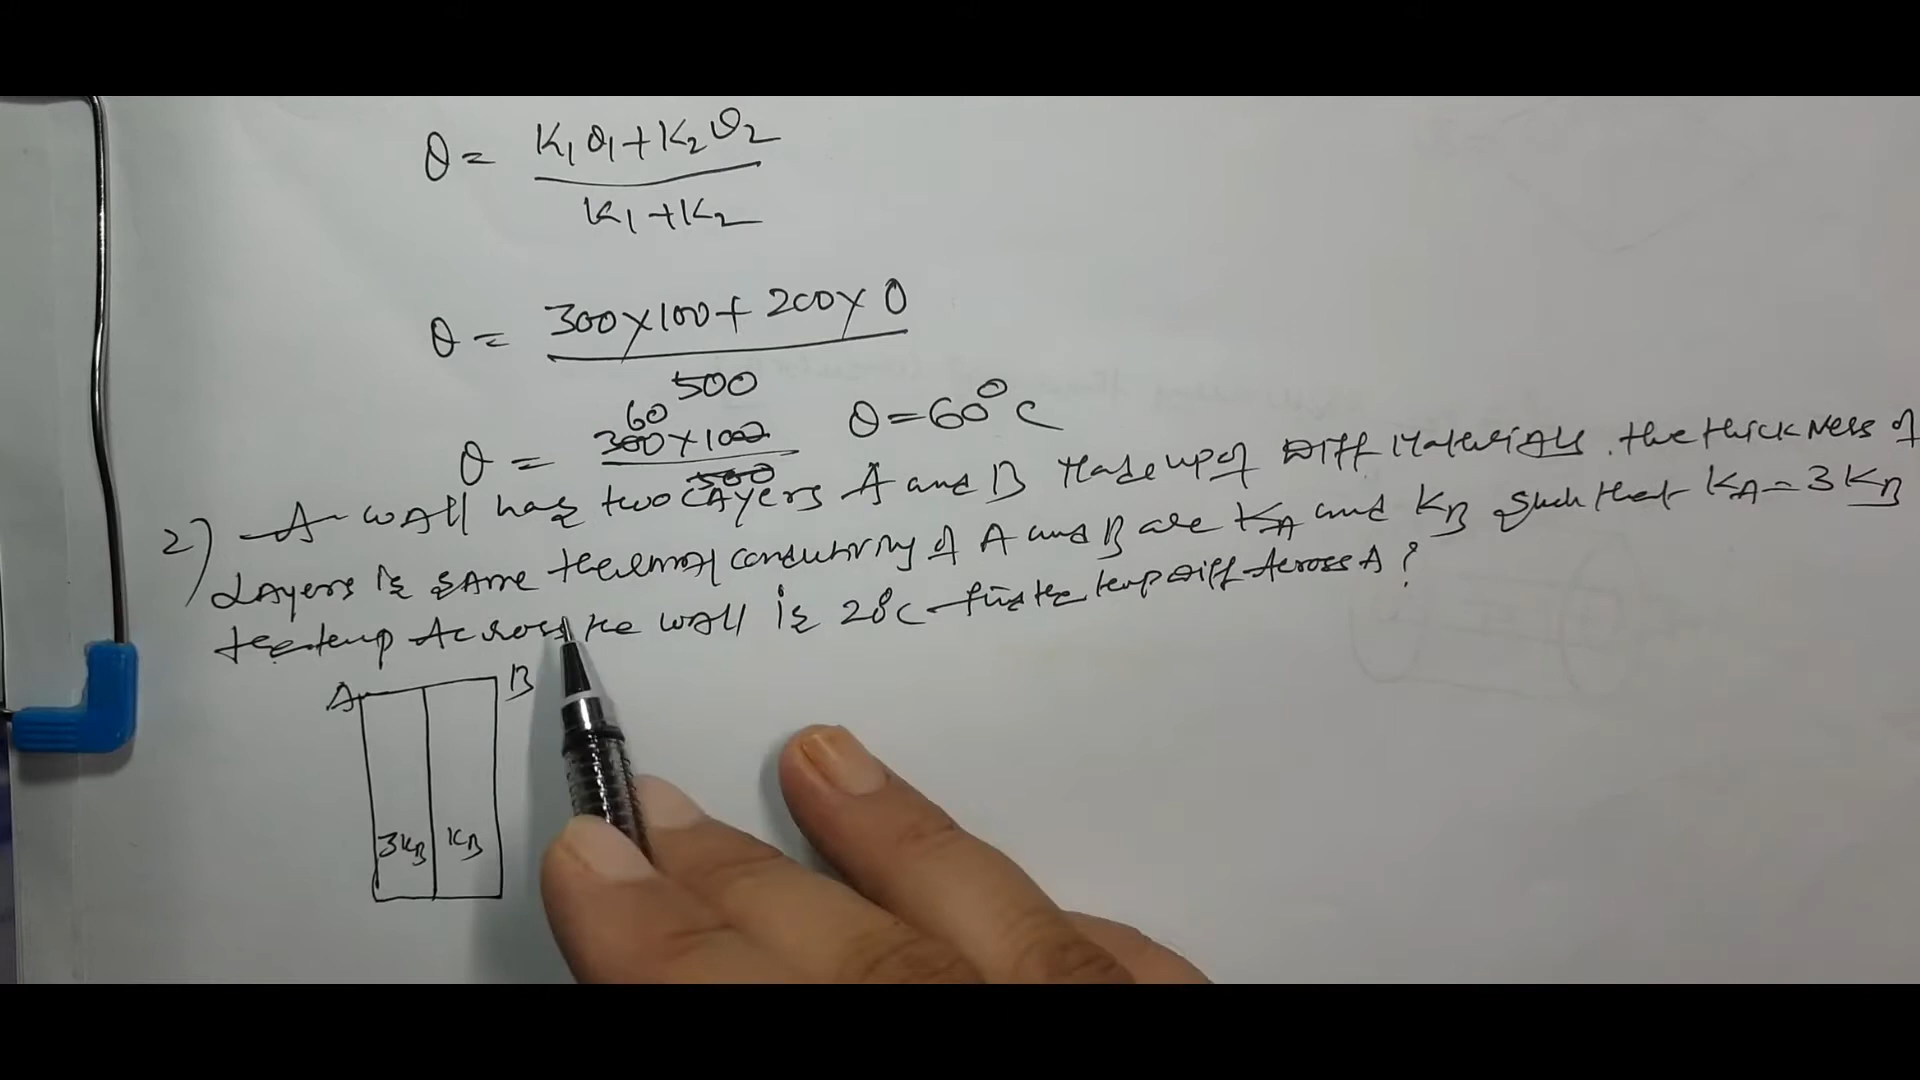 θ = K1θ1+K2θ2
K1+K2
θ = 300×100+200×0
500
60
θ = 300×100 θ=60°C
500
2) A wall has two Layers A and B Made up of Diff Materials. the thickness of
Layers is same thermal conductivity of A and B are KA and KB such that KA=3KB
the temp Across the wall is 20°C find the temp Diff Across A?
A B
3KB KB